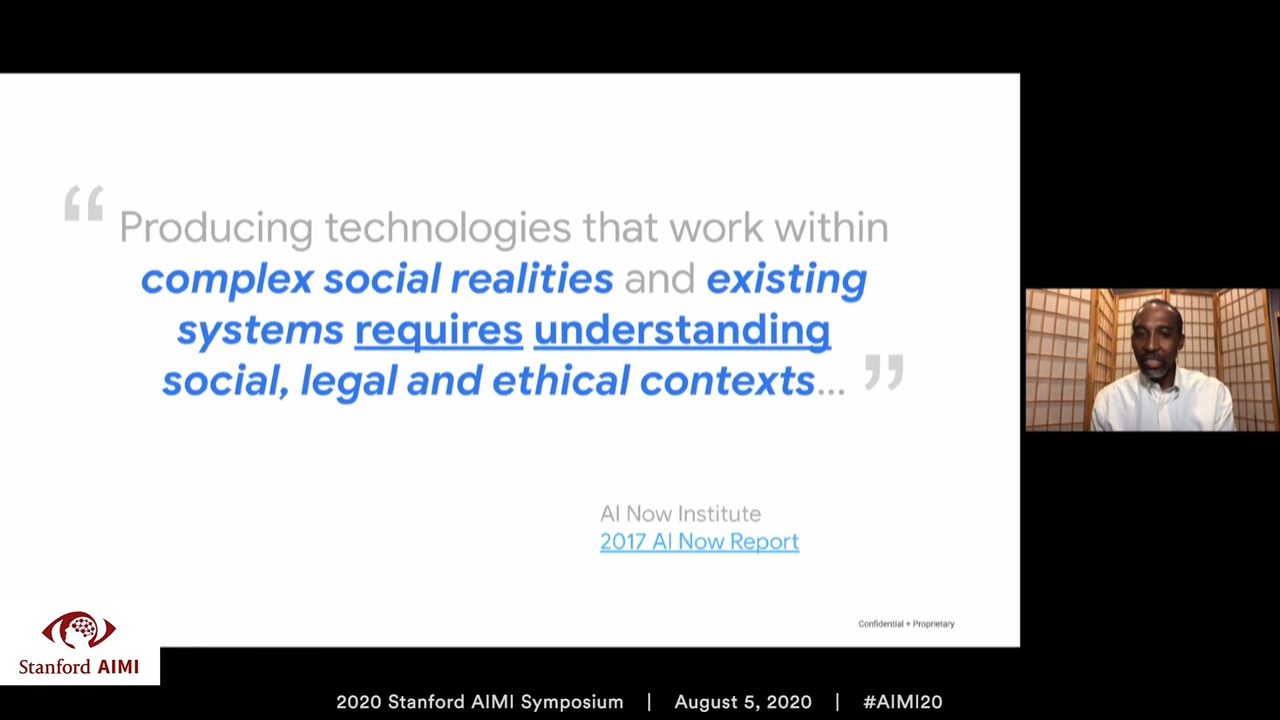 “ Producing technologies that work within
complex social realities and existing
systems requires understanding
social, legal and ethical contexts... ”
AI Now Institute
2017 AI Now Report
Confidential + Proprietary
Stanford AIMI
2020 Stanford AIMI Symposium | August 5, 2020 | #AIMI20